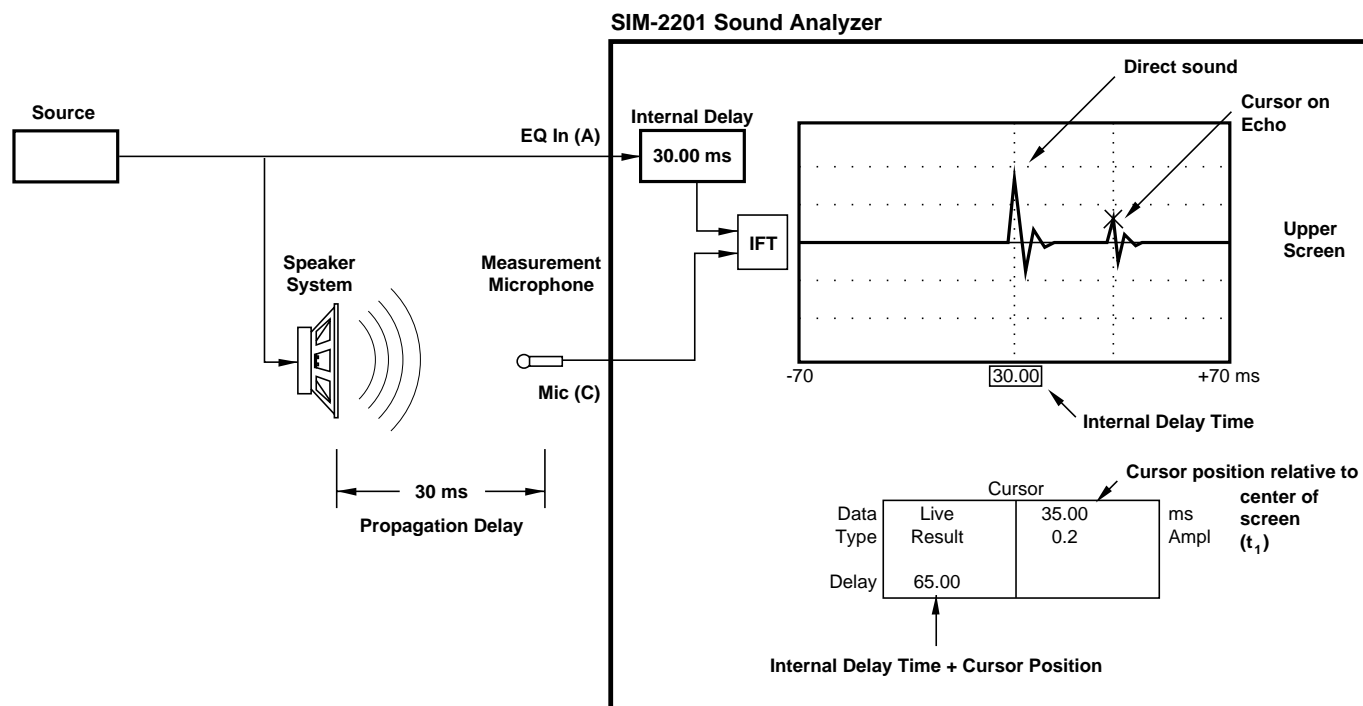 SIM-2201 Sound Analyzer
Source
EQ In (A)
Internal Delay
30.00 ms
IFT
Direct sound
Cursor on
Echo
Upper
Screen
-70
30.00
+70 ms
Internal Delay Time
Speaker
System
Measurement
Microphone
Mic (C)
30 ms
Propagation Delay
Cursor position relative to
center of
screen
(t1)
Cursor
Data Live 35.00 ms
Type Result 0.2 Ampl
Delay 65.00
Internal Delay Time + Cursor Position